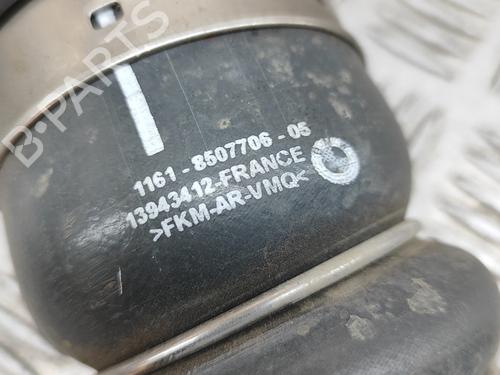 B-PARTS
1161 - 8507706 - 05
13943412-FRANCE
>FKM-AR-VMQ<